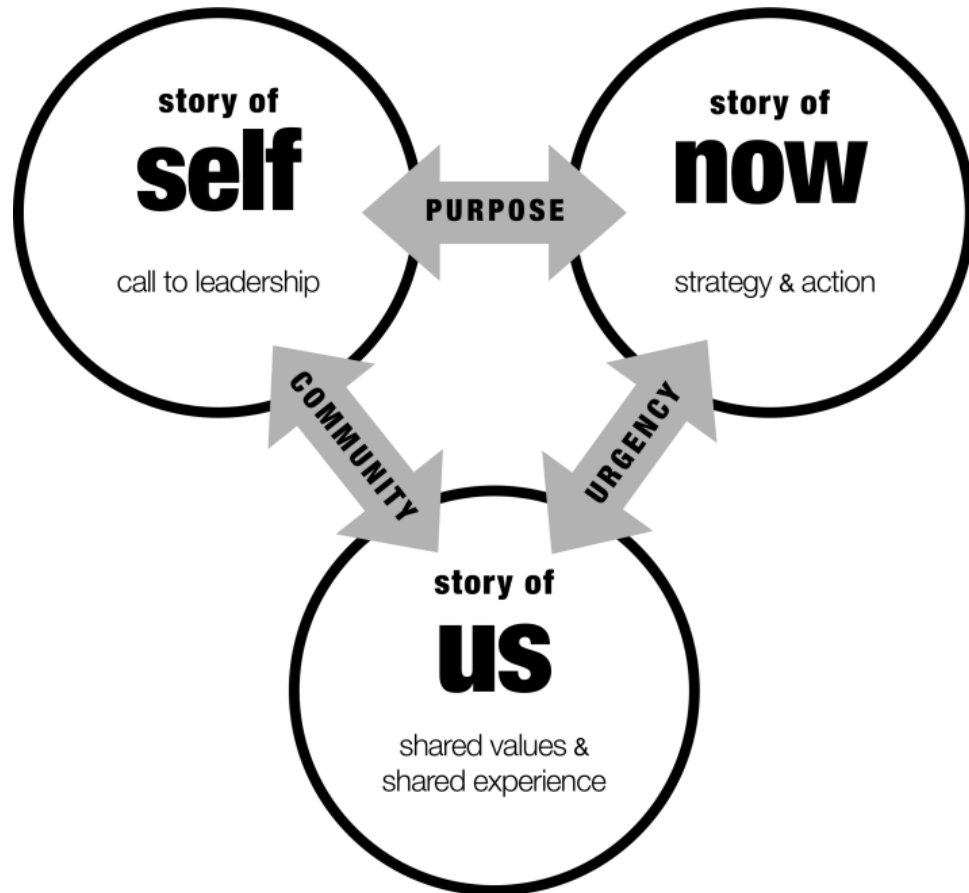 story of
self
call to leadership
PURPOSE
story of
now
strategy & action
COMMUNITY
URGENCY
story of
us
shared values &
shared experience